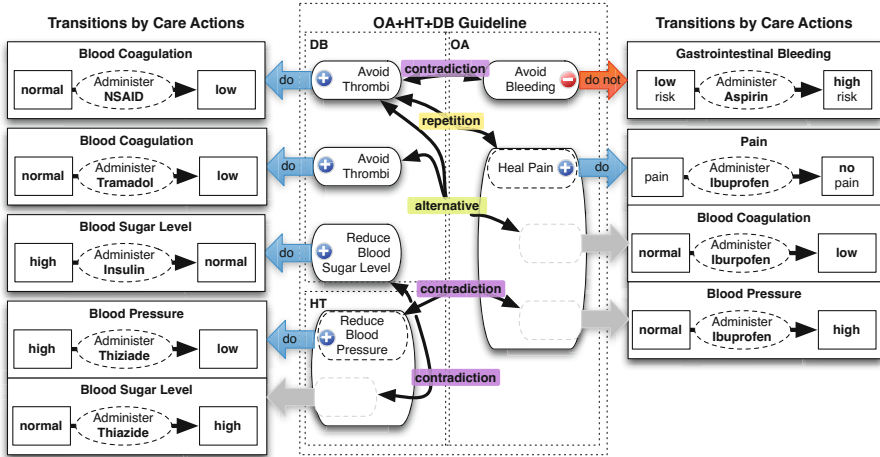 Transitions by Care Actions
Blood Coagulation
normal
Administer
NSAID
low
Blood Coagulation
normal
Administer
Tramadol
low
Blood Sugar Level
high
Administer
Insulin
normal
Blood Pressure
high
Administer
Thiziade
low
Blood Sugar Level
normal
Administer
Thiazide
high
OA+HT+DB Guideline
DB
OA
do
Avoid
Thrombi
contradiction
Avoid
Bleeding
do not
repetition
do
Avoid
Thrombi
Heal Pain
do
alternative
do
Reduce
Blood
Sugar Level
contradiction
HT
do
Reduce
Blood
Pressure
contradiction
Transitions by Care Actions
Gastrointestinal Bleeding
low
risk
Administer
Aspirin
high
risk
Pain
pain
Administer
Ibuprofen
no
pain
Blood Coagulation
normal
Administer
Iburpofen
low
Blood Pressure
normal
Administer
Ibuprofen
high